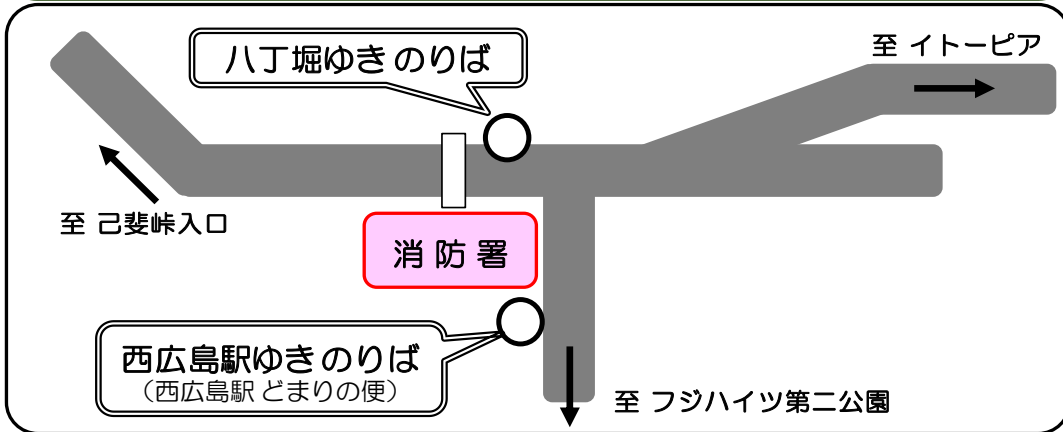 八丁堀ゆき のりば
至 イトーピア
至 己斐峠入口
消 防 署
西広島駅ゆき のりば
（西広島駅 どまりの便）
至 フジハイツ第二公園